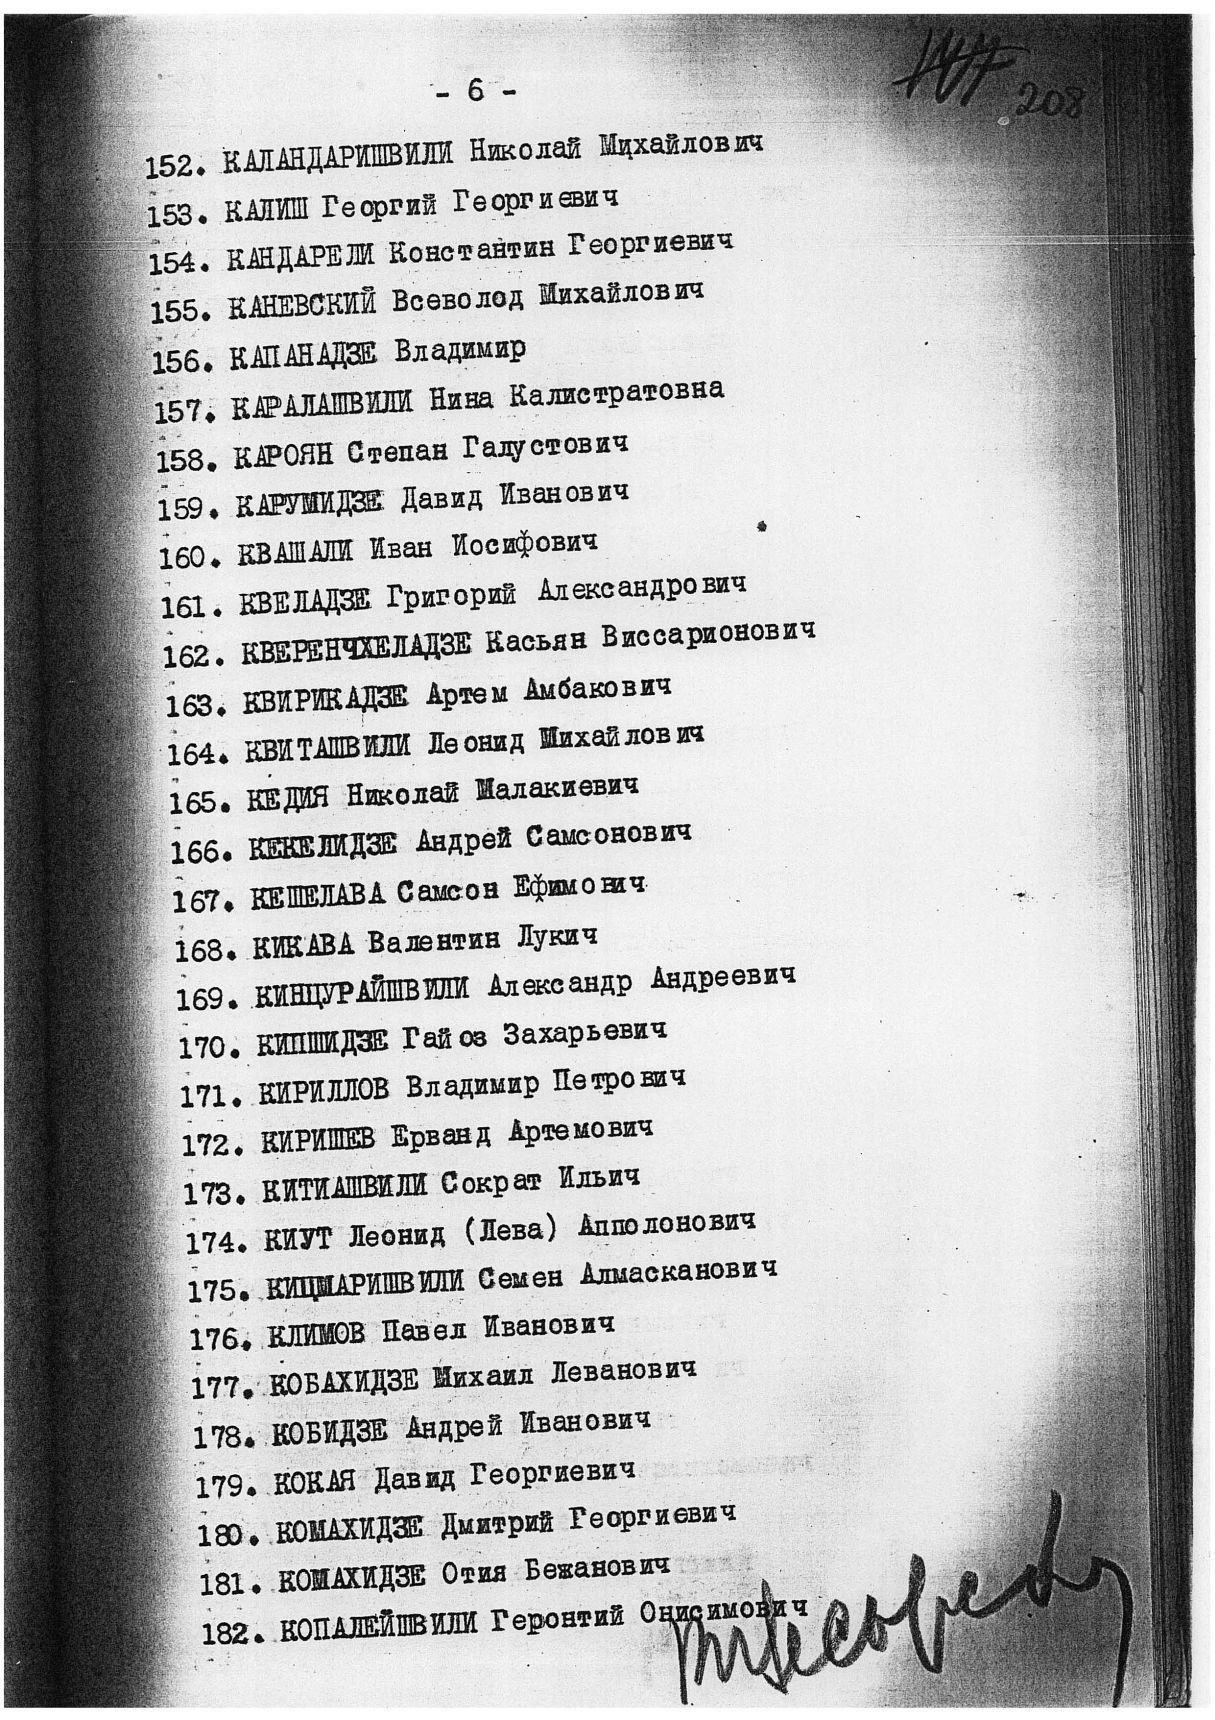 208
- 6 -
152. КАЛАНДАРИШВИЛИ Николай Михайлович
153. КАЛИШ Георгий Георгиевич
154. КАНДАРЕЛИ Константин Георгиевич
155. КАНЕВСКИЙ Всеволод Михайлович
156. КАПАНАДЗЕ Владимир
157. КАРАЛАШВИЛИ Нина Калистратовна
158. КАРОЯН Степан Галустович
159. КАРУМИДЗЕ Давид Иванович
160. КВАШАЛИ Иван Иосифович
161. КВЕЛАДЗЕ Григорий Александрович
162. КВЕРЕНЧХЕЛАДЗЕ Касьян Виссарионович
163. КВИРИКАДЗЕ Артем Амбакович
164. КВИТАШВИЛИ Леонид Михайлович
165. КЕДИЯ Николай Малакиевич
166. КЕКЕЛИДЗЕ Андрей Самсонович
167. КЕШЕЛАВА Самсон Ефимович
168. КИКАВА Валентин Лукич
169. КИНЦУРАЙШВИЛИ Александр Андреевич
170. КИПШИДЗЕ Гайоз Захарьевич
171. КИРИЛЛОВ Владимир Петрович
172. КИРИШЕВ Ерванд Артемович
173. КИТИАШВИЛИ Сократ Ильич
174. КИУТ Леонид (Лева) Апполонович
175. КИЦМАРИШВИЛИ Семен Алмасканович
176. КЛИМОВ Павел Иванович
177. КОБАХИДЗЕ Михаил Леванович
178. КОБИДЗЕ Андрей Иванович
179. КОКАЯ Давид Георгиевич
180. КОМАХИДЗЕ Дмитрий Георгиевич
181. КОМАХИДЗЕ Отия Бежанович
182. КОПАЛЕЙШВИЛИ Геронтий Онисимович